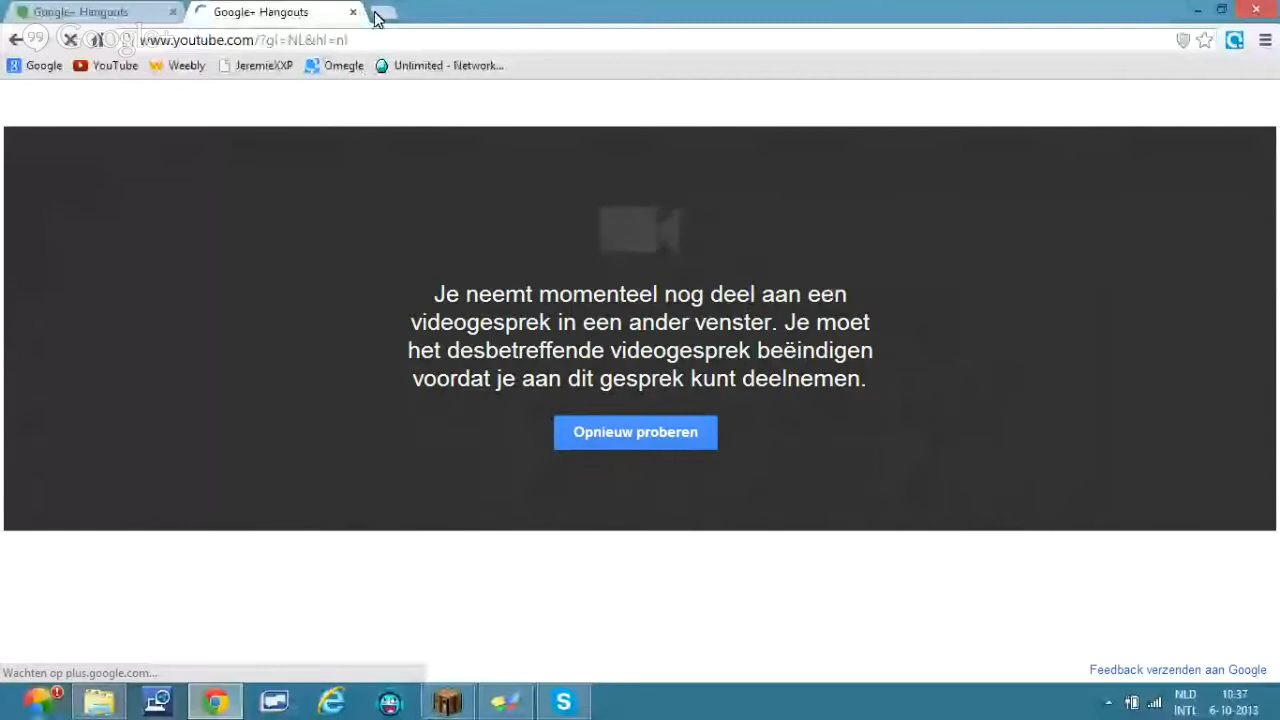 Google+ Hangouts
Google+ Hangouts
Google+
www.youtube.com/?gl=NL&hl=nl
Google YouTube Weebly JeremieXXP Omegle Unlimited - Network...
Je neemt momenteel nog deel aan een
videogesprek in een ander venster. Je moet
het desbetreffende videogesprek beëindigen
voordat je aan dit gesprek kunt deelnemen.
Opnieuw proberen
Feedback verzenden aan Google
Wachten op plus.google.com...
NLD 10:37
INTL 6-10-2013